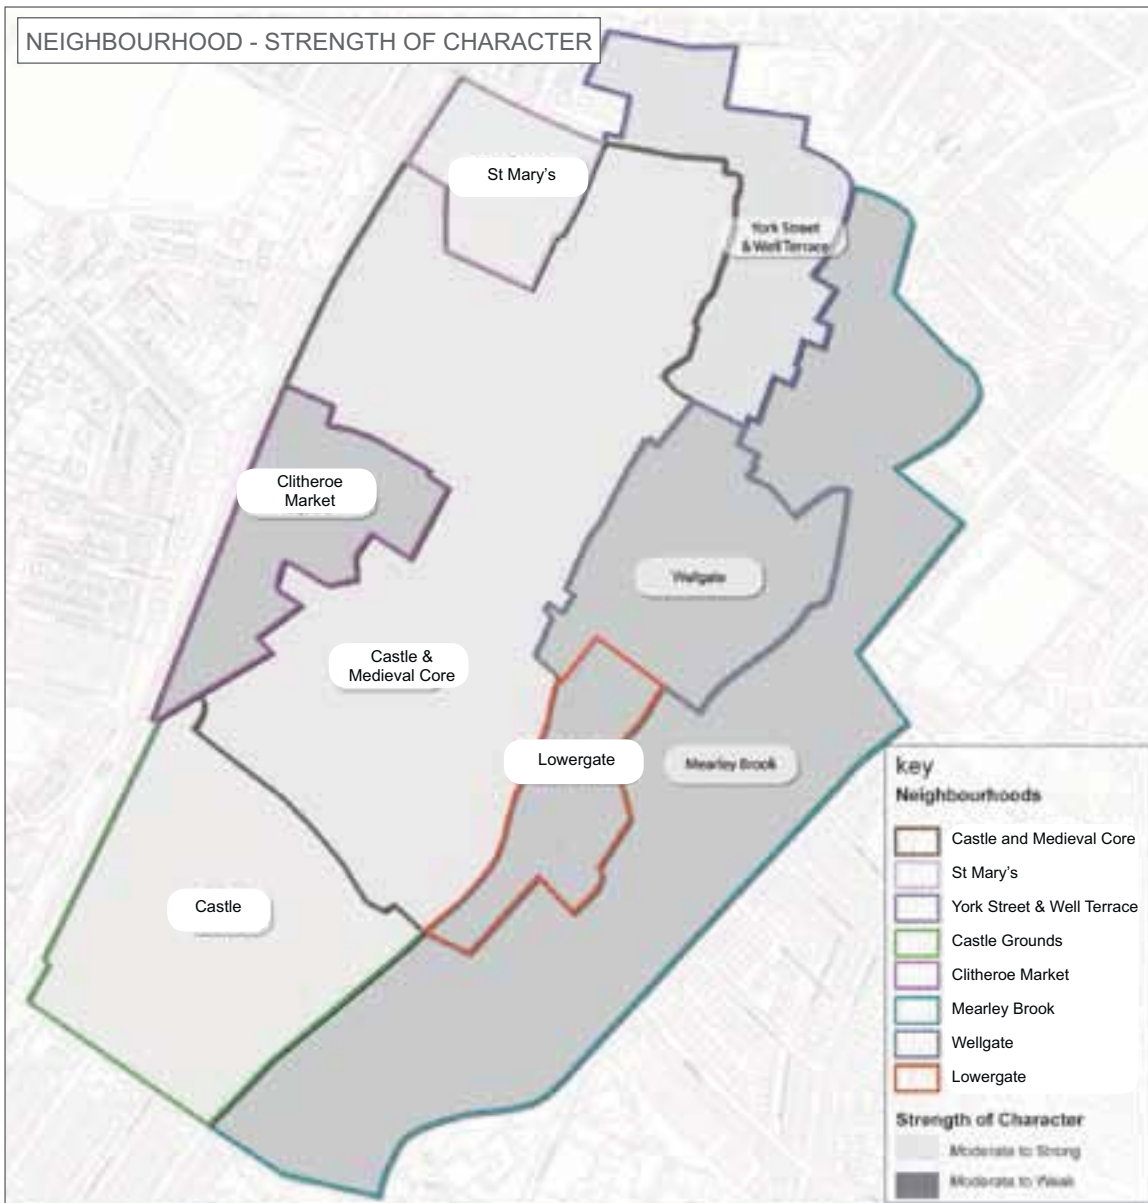 NEIGHBOURHOOD - STRENGTH OF CHARACTER
St Mary's
York Street
& Well Terrace
Clitheroe
Market
Wellgate
Castle &
Medieval Core
Lowergate
Mearley Brook
Castle
key
Neighbourhoods
Castle and Medieval Core
St Mary's
York Street & Well Terrace
Castle Grounds
Clitheroe Market
Mearley Brook
Wellgate
Lowergate
Strength of Character
Moderate to Strong
Moderate to Weak